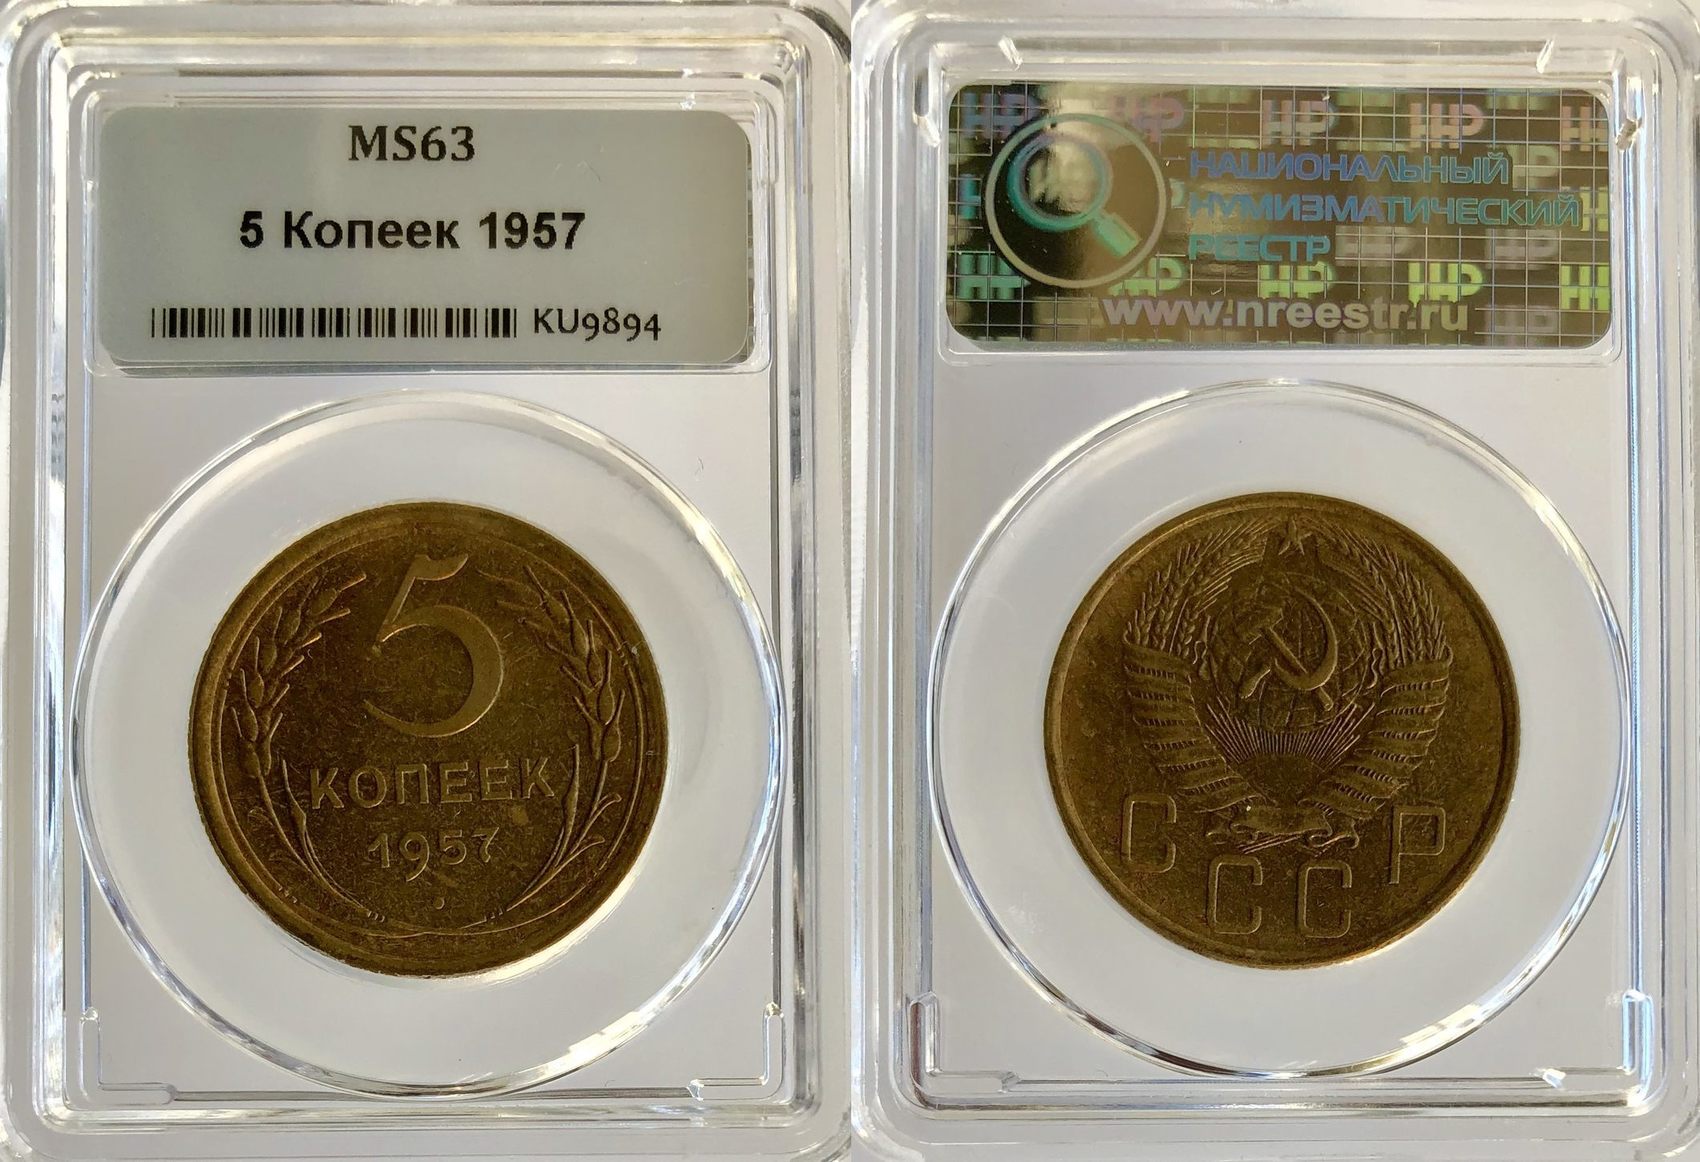 MS63
5 Копеек 1957
KU9894
5
КОПЕЕК
1957
НАЦИОНАЛЬНЫЙ
НУМИЗМАТИЧЕСКИЙ
РЕЕСТР
www.nreestr.ru
СССР